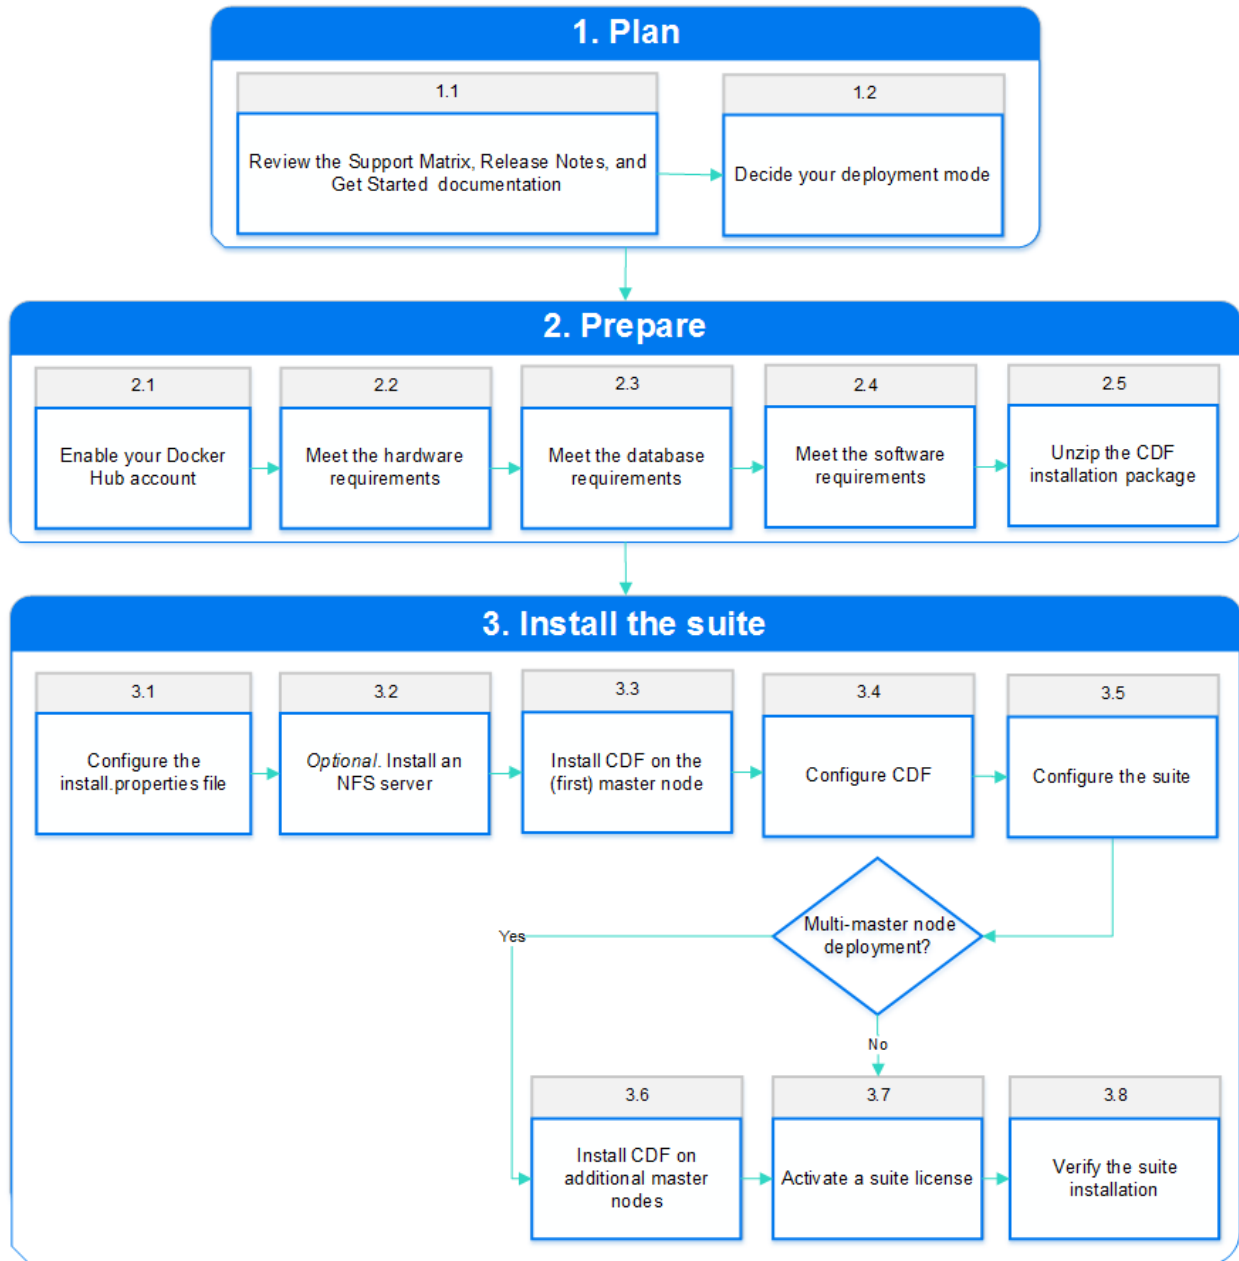 1. Plan
1.1
Review the Support Matrix, Release Notes, and
Get Started documentation
1.2
Decide your deployment mode
2. Prepare
2.1
Enable your Docker
Hub account
2.2
Meet the hardware
requirements
2.3
Meet the database
requirements
2.4
Meet the software
requirements
2.5
Unzip the CDF
installation package
3. Install the suite
3.1
Configure the
install.properties file
3.2
Optional. Install an
NFS server
3.3
Install CDF on the
(first) master node
3.4
Configure CDF
3.5
Configure the suite
Multi-master node
deployment?
Yes
No
3.6
Install CDF on
additional master
nodes
3.7
Activate a suite license
3.8
Verify the suite
installation